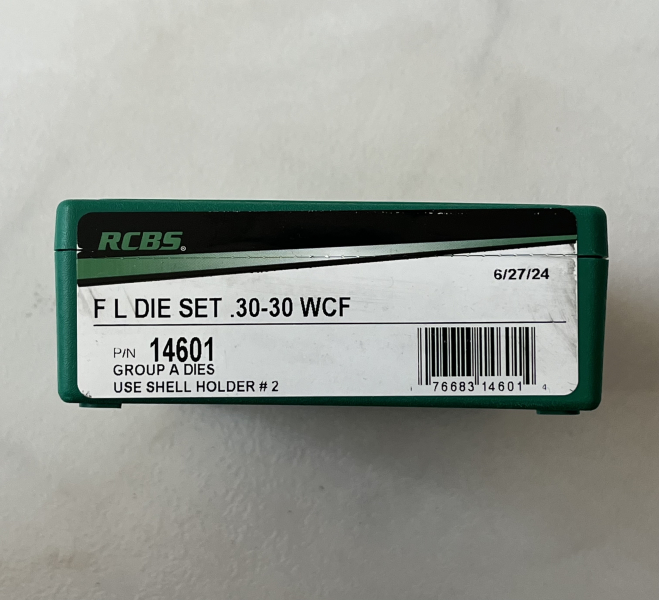 RCBS®
6/27/24
F L DIE SET .30-30 WCF
P/N 14601
GROUP A DIES
USE SHELL HOLDER # 2
76683 14601 4